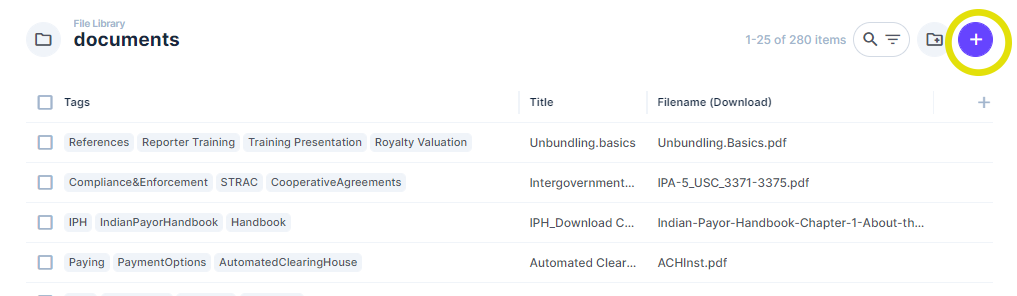 File Library
documents
1-25 of 280 items
Tags Title Filename (Download)
References Reporter Training Training Presentation Royalty Valuation Unbundling.basics Unbundling.Basics.pdf
Compliance&Enforcement STRAC CooperativeAgreements Intergovernment... IPA-5_USC_3371-3375.pdf
IPH IndianPayorHandbook Handbook IPH_Download C... Indian-Payor-Handbook-Chapter-1-About-th...
Paying PaymentOptions AutomatedClearingHouse Automated Clear... ACHInst.pdf